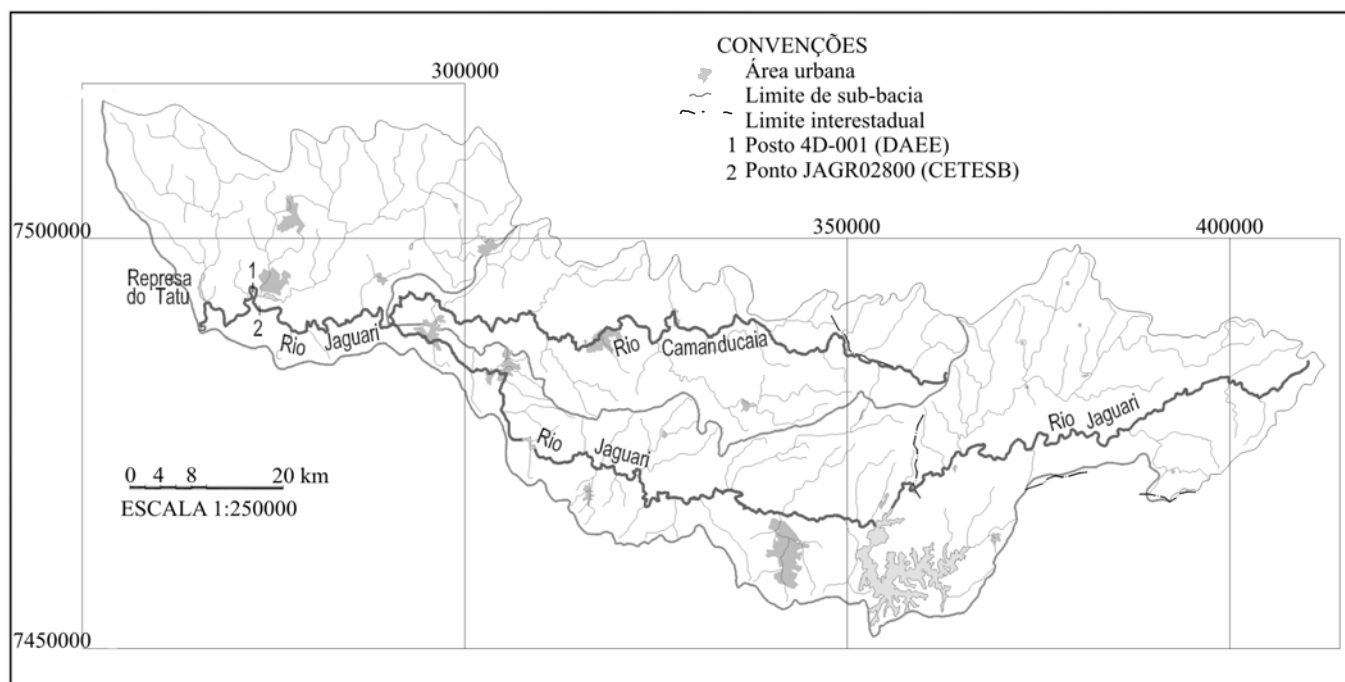 CONVENÇÕES
Área urbana
Limite de sub-bacia
Limite interestadual
1 Posto 4D-001 (DAEE)
2 Ponto JAGR02800 (CETESB)
300000
350000
400000
7500000
Represa
do Tatu
1
2
Rio Jaguari
Rio Camanducaia
Rio Jaguari
Rio Jaguari
0 4 8 20 km
ESCALA 1:250000
7450000